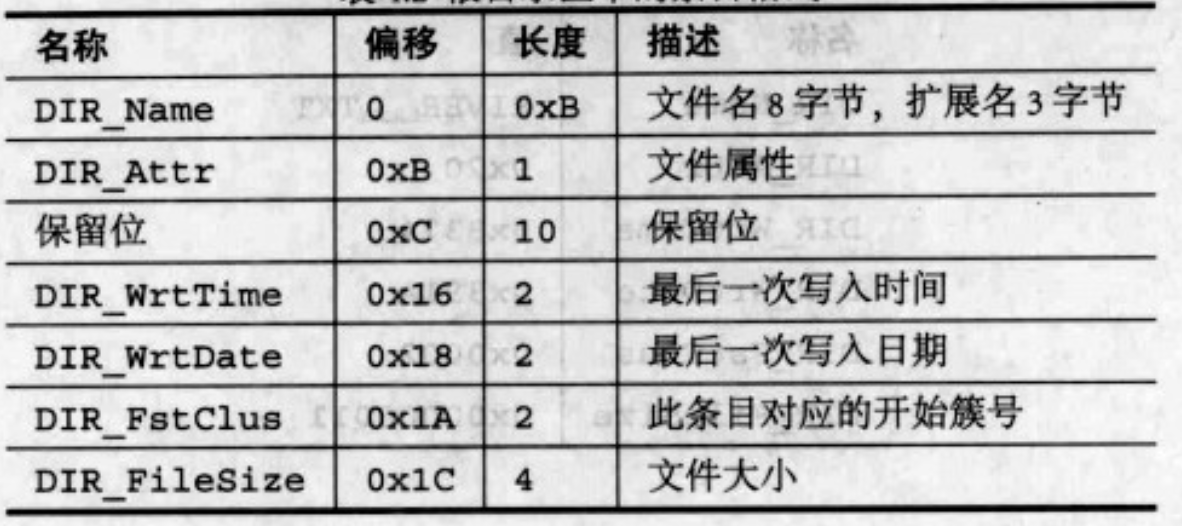 名称 偏移 长度 描述
DIR_Name 0 0xB 文件名8字节，扩展名3字节
DIR_Attr 0xB 1 文件属性
保留位 0xC 10 保留位
DIR_WrtTime 0x16 2 最后一次写入时间
DIR_WrtDate 0x18 2 最后一次写入日期
DIR_FstClus 0x1A 2 此条目对应的开始簇号
DIR_FileSize 0x1C 4 文件大小